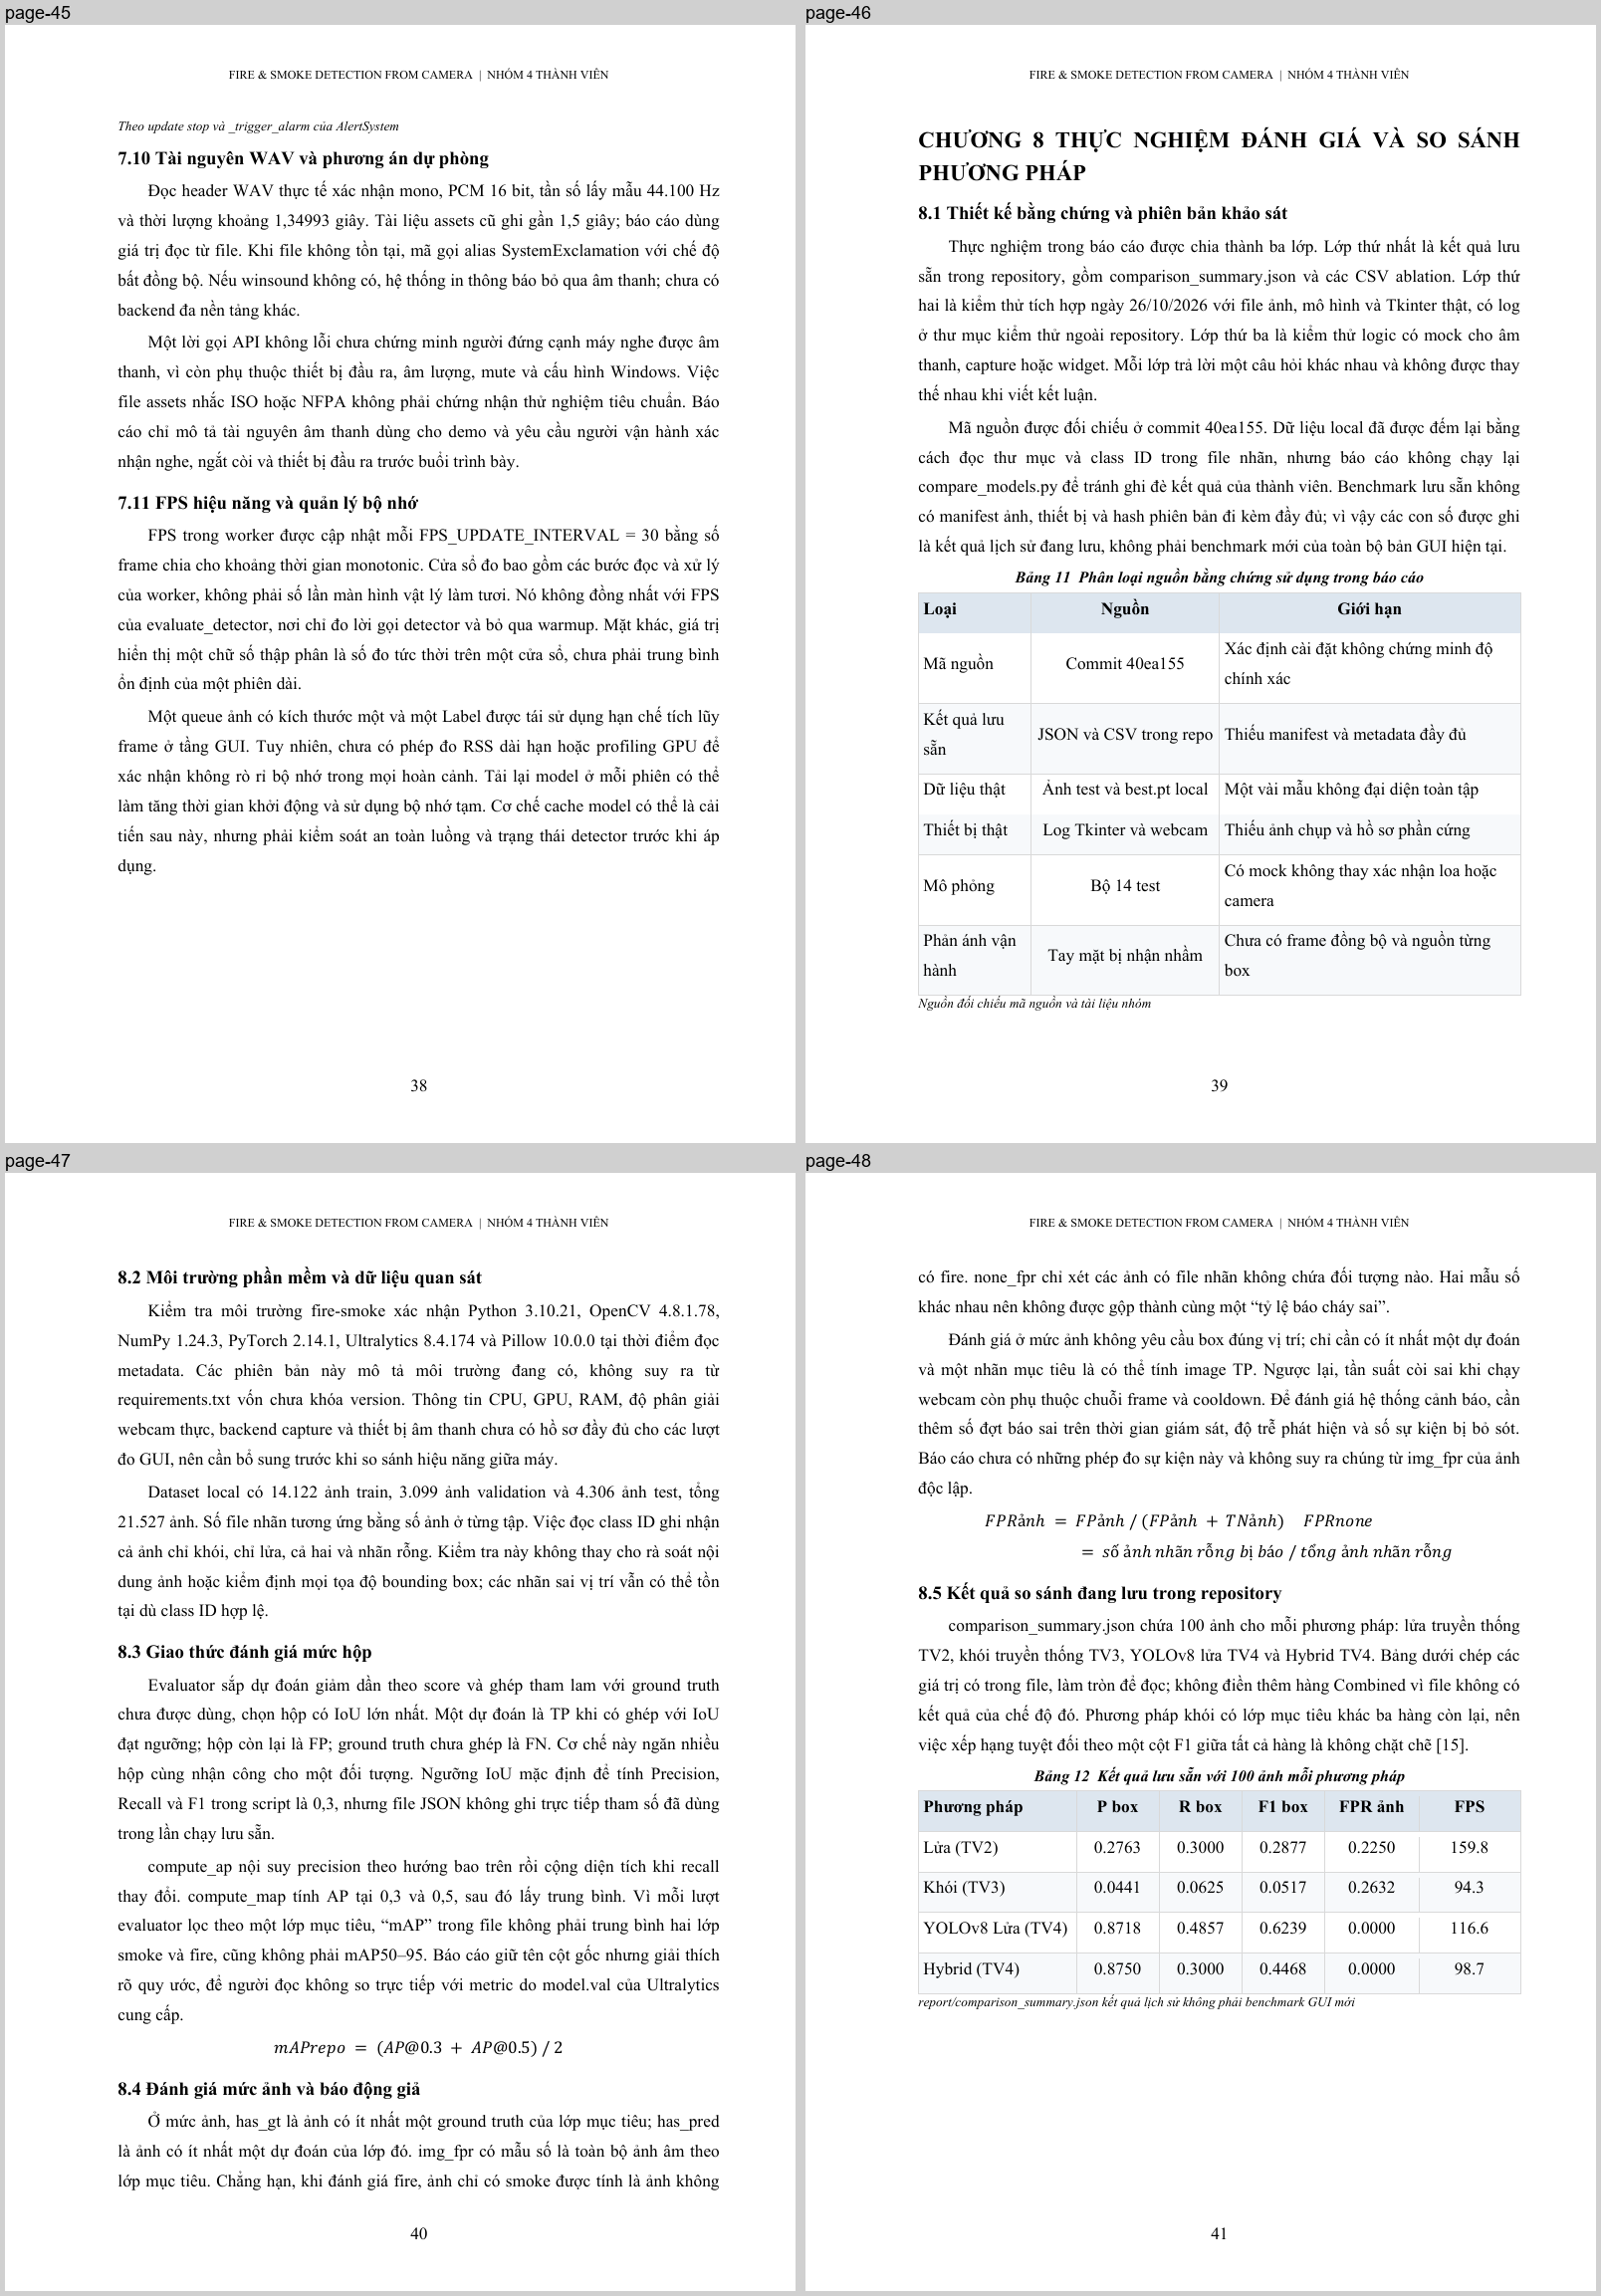 page-45
FIRE & SMOKE DETECTION FROM CAMERA | NHÓM 4 THÀNH VIÊN
Theo update stop và _trigger_alarm của AlertSystem
7.10 Tài nguyên WAV và phương án dự phòng
Đọc header WAV thực tế xác nhận mono, PCM 16 bit, tần số lấy mẫu 44.100 Hz
và thời lượng khoảng 1,34993 giây. Tài liệu assets cũ ghi gần 1,5 giây; báo cáo dùng
giá trị đọc từ file. Khi file không tồn tại, mã gọi alias SystemExclamation với chế độ
bất đồng bộ. Nếu winsound không có, hệ thống in thông báo bỏ qua âm thanh; chưa có
backend đa nền tảng khác.
Một lời gọi API không lỗi chưa chứng minh người đứng cạnh máy nghe được âm
thanh, vì còn phụ thuộc thiết bị đầu ra, âm lượng, mute và cấu hình Windows. Việc
file assets nhắc ISO hoặc NFPA không phải chứng nhận thử nghiệm tiêu chuẩn. Báo
cáo chỉ mô tả tài nguyên âm thanh dùng cho demo và yêu cầu người vận hành xác
nhận nghe, ngắt còi và thiết bị đầu ra trước buổi trình bày.
7.11 FPS hiệu năng và quản lý bộ nhớ
FPS trong worker được cập nhật mỗi FPS_UPDATE_INTERVAL = 30 bằng số
frame chia cho khoảng thời gian monotonic. Cửa sổ đo bao gồm các bước đọc và xử lý
của worker, không phải số lần màn hình vật lý làm tươi. Nó không đồng nhất với FPS
của evaluate_detector, nơi chỉ đo lời gọi detector và bỏ qua warmup. Mặt khác, giá trị
hiển thị một chữ số thập phân là số đo tức thời trên một cửa sổ, chưa phải trung bình
ổn định của một phiên dài.
Một queue ảnh có kích thước một và một Label được tái sử dụng hạn chế tích lũy
frame ở tầng GUI. Tuy nhiên, chưa có phép đo RSS dài hạn hoặc profiling GPU để
xác nhận không rò rỉ bộ nhớ trong mọi hoàn cảnh. Tải lại model ở mỗi phiên có thể
làm tăng thời gian khởi động và sử dụng bộ nhớ tạm. Cơ chế cache model có thể là cải
tiến sau này, nhưng phải kiểm soát an toàn luồng và trạng thái detector trước khi áp
dụng.
38
page-46
FIRE & SMOKE DETECTION FROM CAMERA | NHÓM 4 THÀNH VIÊN
CHƯƠNG 8 THỰC NGHIỆM ĐÁNH GIÁ VÀ SO SÁNH
PHƯƠNG PHÁP
8.1 Thiết kế bằng chứng và phiên bản khảo sát
Thực nghiệm trong báo cáo được chia thành ba lớp. Lớp thứ nhất là kết quả lưu
sẵn trong repository, gồm comparison_summary.json và các CSV ablation. Lớp thứ
hai là kiểm thử tích hợp ngày 26/10/2026 với file ảnh, mô hình và Tkinter thật, có log
ở thư mục kiểm thử ngoài repository. Lớp thứ ba là kiểm thử logic có mock cho âm
thanh, capture hoặc widget. Mỗi lớp trả lời một câu hỏi khác nhau và không được thay
thế nhau khi viết kết luận.
Mã nguồn được đối chiếu ở commit 40ea155. Dữ liệu local đã được đếm lại bằng
cách đọc thư mục và class ID trong file nhãn, nhưng báo cáo không chạy lại
compare_models.py để tránh ghi đè kết quả của thành viên. Benchmark lưu sẵn không
có manifest ảnh, thiết bị và hash phiên bản đi kèm đầy đủ; vì vậy các con số được ghi
là kết quả lịch sử đang lưu, không phải benchmark mới của toàn bộ bản GUI hiện tại.
Bảng 11 Phân loại nguồn bằng chứng sử dụng trong báo cáo
Loại Nguồn Giới hạn
Mã nguồn Commit 40ea155 Xác định cài đặt không chứng minh độ
chính xác
Kết quả lưu
sẵn JSON và CSV trong repo Thiếu manifest và metadata đầy đủ
Dữ liệu thật Ảnh test và best.pt local Một vài mẫu không đại diện toàn tập
Thiết bị thật Log Tkinter và webcam Thiếu ảnh chụp và hồ sơ phần cứng
Mô phỏng Bộ 14 test Có mock không thay xác nhận loa hoặc
camera
Phản ánh vận
hành Tay mặt bị nhận nhầm Chưa có frame đồng bộ và nguồn từng
box
Nguồn đối chiếu mã nguồn và tài liệu nhóm
39
page-47
FIRE & SMOKE DETECTION FROM CAMERA | NHÓM 4 THÀNH VIÊN
8.2 Môi trường phần mềm và dữ liệu quan sát
Kiểm tra môi trường fire-smoke xác nhận Python 3.10.21, OpenCV 4.8.1.78,
NumPy 1.24.3, PyTorch 2.14.1, Ultralytics 8.4.174 và Pillow 10.0.0 tại thời điểm đọc
metadata. Các phiên bản này mô tả môi trường đang có, không suy ra từ
requirements.txt vốn chưa khóa version. Thông tin CPU, GPU, RAM, độ phân giải
webcam thực, backend capture và thiết bị âm thanh chưa có hồ sơ đầy đủ cho các lượt
đo GUI, nên cần bổ sung trước khi so sánh hiệu năng giữa máy.
Dataset local có 14.122 ảnh train, 3.099 ảnh validation và 4.306 ảnh test, tổng
21.527 ảnh. Số file nhãn tương ứng bằng số ảnh ở từng tập. Việc đọc class ID ghi nhận
cả ảnh chỉ khói, chỉ lửa, cả hai và nhãn rỗng. Kiểm tra này không thay cho rà soát nội
dung ảnh hoặc kiểm định mọi tọa độ bounding box; các nhãn sai vị trí vẫn có thể tồn
tại dù class ID hợp lệ.
8.3 Giao thức đánh giá mức hộp
Evaluator sắp dự đoán giảm dần theo score và ghép tham lam với ground truth
chưa được dùng, chọn hộp có IoU lớn nhất. Một dự đoán là TP khi có ghép với IoU
đạt ngưỡng; hộp còn lại là FP; ground truth chưa ghép là FN. Cơ chế này ngăn nhiều
hộp cùng nhận công cho một đối tượng. Ngưỡng IoU mặc định để tính Precision,
Recall và F1 trong script là 0,3, nhưng file JSON không ghi trực tiếp tham số đã dùng
trong lần chạy lưu sẵn.
compute_ap nội suy precision theo hướng bao trên rồi cộng diện tích khi recall
thay đổi. compute_map tính AP tại 0,3 và 0,5, sau đó lấy trung bình. Vì mỗi lượt
evaluator lọc theo một lớp mục tiêu, “mAP” trong file không phải trung bình hai lớp
smoke và fire, cũng không phải mAP50–95. Báo cáo giữ tên cột gốc nhưng giải thích
rõ quy ước, để người đọc không so trực tiếp với metric do model.val của Ultralytics
cung cấp.
mAPrepo = (AP@0.3 + AP@0.5) / 2
8.4 Đánh giá mức ảnh và báo động giả
Ở mức ảnh, has_gt là ảnh có ít nhất một ground truth của lớp mục tiêu; has_pred
là ảnh có ít nhất một dự đoán của lớp đó. img_fpr có mẫu số là toàn bộ ảnh âm theo
lớp mục tiêu. Chẳng hạn, khi đánh giá fire, ảnh chỉ có smoke được tính là ảnh không
40
page-48
FIRE & SMOKE DETECTION FROM CAMERA | NHÓM 4 THÀNH VIÊN
có fire. none_fpr chỉ xét các ảnh có file nhãn không chứa đối tượng nào. Hai mẫu số
khác nhau nên không được gộp thành cùng một “tỷ lệ báo cháy sai”.
Đánh giá ở mức ảnh không yêu cầu box đúng vị trí; chỉ cần có ít nhất một dự đoán
và một nhãn mục tiêu là có thể tính image TP. Ngược lại, tần suất còi sai khi chạy
webcam còn phụ thuộc chuỗi frame và cooldown. Để đánh giá hệ thống cảnh báo, cần
thêm số đợt báo sai trên thời gian giám sát, độ trễ phát hiện và số sự kiện bị bỏ sót.
Báo cáo chưa có những phép đo sự kiện này và không suy ra chúng từ img_fpr của ảnh
độc lập.
FPRảnh = FPảnh / (FPảnh + TNảnh) FPRnone
= số ảnh nhãn rỗng bị báo / tổng ảnh nhãn rỗng
8.5 Kết quả so sánh đang lưu trong repository
comparison_summary.json chứa 100 ảnh cho mỗi phương pháp: lửa truyền thống
TV2, khói truyền thống TV3, YOLOv8 lửa TV4 và Hybrid TV4. Bảng dưới chép các
giá trị có trong file, làm tròn để đọc; không điền thêm hàng Combined vì file không có
kết quả của chế độ đó. Phương pháp khói có lớp mục tiêu khác ba hàng còn lại, nên
việc xếp hạng tuyệt đối theo một cột F1 giữa tất cả hàng là không chặt chẽ [15].
Bảng 12 Kết quả lưu sẵn với 100 ảnh mỗi phương pháp
Phương pháp P box R box F1 box FPR ảnh FPS
Lửa (TV2) 0.2763 0.3000 0.2877 0.2250 159.8
Khói (TV3) 0.0441 0.0625 0.0517 0.2632 94.3
YOLOv8 Lửa (TV4) 0.8718 0.4857 0.6239 0.0000 116.6
Hybrid (TV4) 0.8750 0.3000 0.4468 0.0000 98.7
report/comparison_summary.json kết quả lịch sử không phải benchmark GUI mới
41